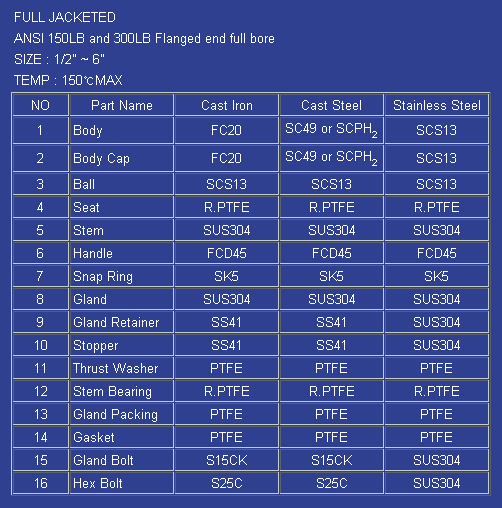 FULL JACKETED
ANSI 150LB and 300LB Flanged end full bore
SIZE : 1/2" ~ 6"
TEMP : 150℃MAX
NO Part Name Cast Iron Cast Steel Stainless Steel
1 Body FC20 SC49 or SCPH₂ SCS13
2 Body Cap FC20 SC49 or SCPH₂ SCS13
3 Ball SCS13 SCS13 SCS13
4 Seat R.PTFE R.PTFE R.PTFE
5 Stem SUS304 SUS304 SUS304
6 Handle FCD45 FCD45 FCD45
7 Snap Ring SK5 SK5 SK5
8 Gland SUS304 SUS304 SUS304
9 Gland Retainer SS41 SS41 SUS304
10 Stopper SS41 SS41 SUS304
11 Thrust Washer PTFE PTFE PTFE
12 Stem Bearing R.PTFE R.PTFE R.PTFE
13 Gland Packing PTFE PTFE PTFE
14 Gasket PTFE PTFE PTFE
15 Gland Bolt S15CK S15CK SUS304
16 Hex Bolt S25C S25C SUS304